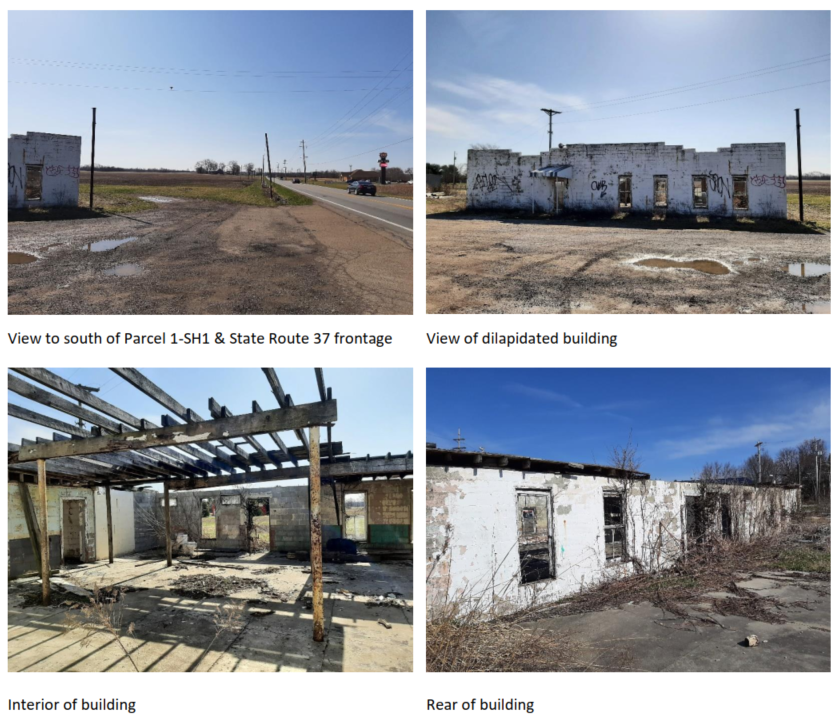 View to south of Parcel 1-SH1 & State Route 37 frontage
View of dilapidated building
Interior of building
Rear of building